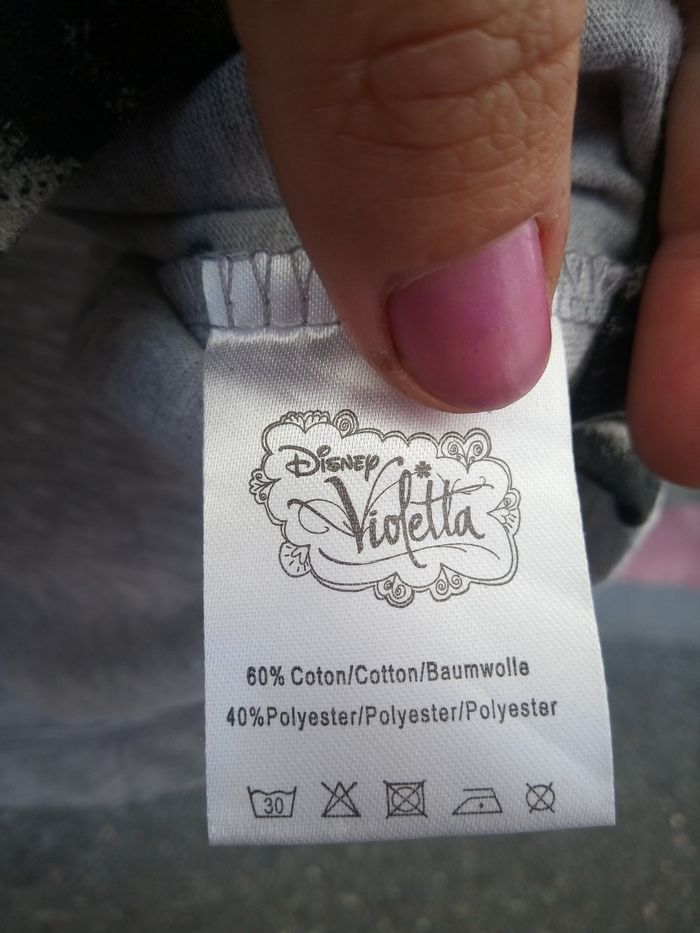 Disney
Violetta
60% Coton/Cotton/Baumwolle
40%Polyester/Polyester/Polyester
30